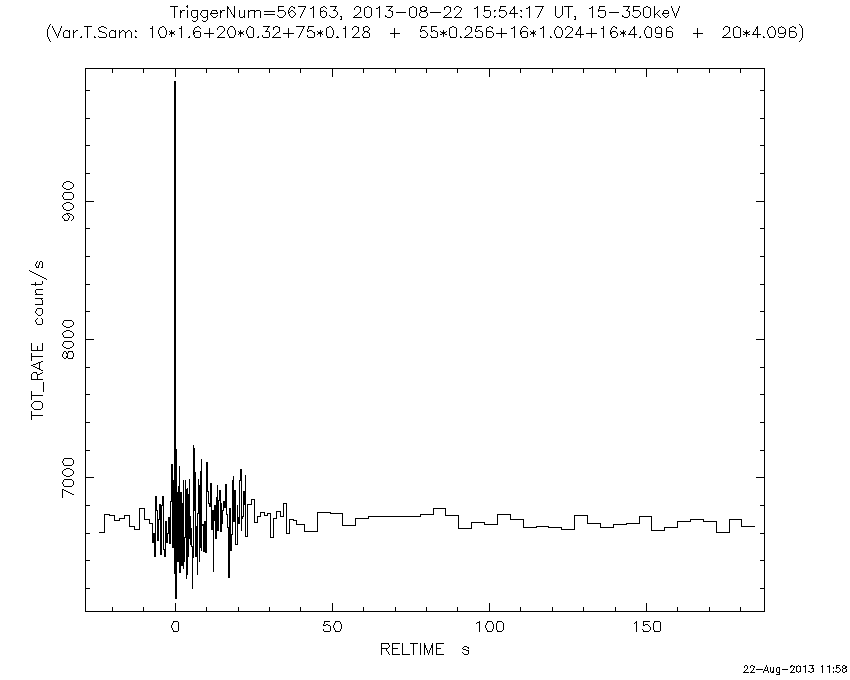 TriggerNum=567163, 2013-08-22 15:54:17 UT, 15-350keV
(Var.T.Sam: 10*1.6+20*0.32+75*0.128 + 55*0.256+16*1.024+16*4.096 + 20*4.096)
9000
8000
7000
TOT_RATE count/s
0 50 100 150
RELTIME s
22-Aug-2013 11:58